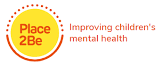 Place
2Be
Improving children's
mental health